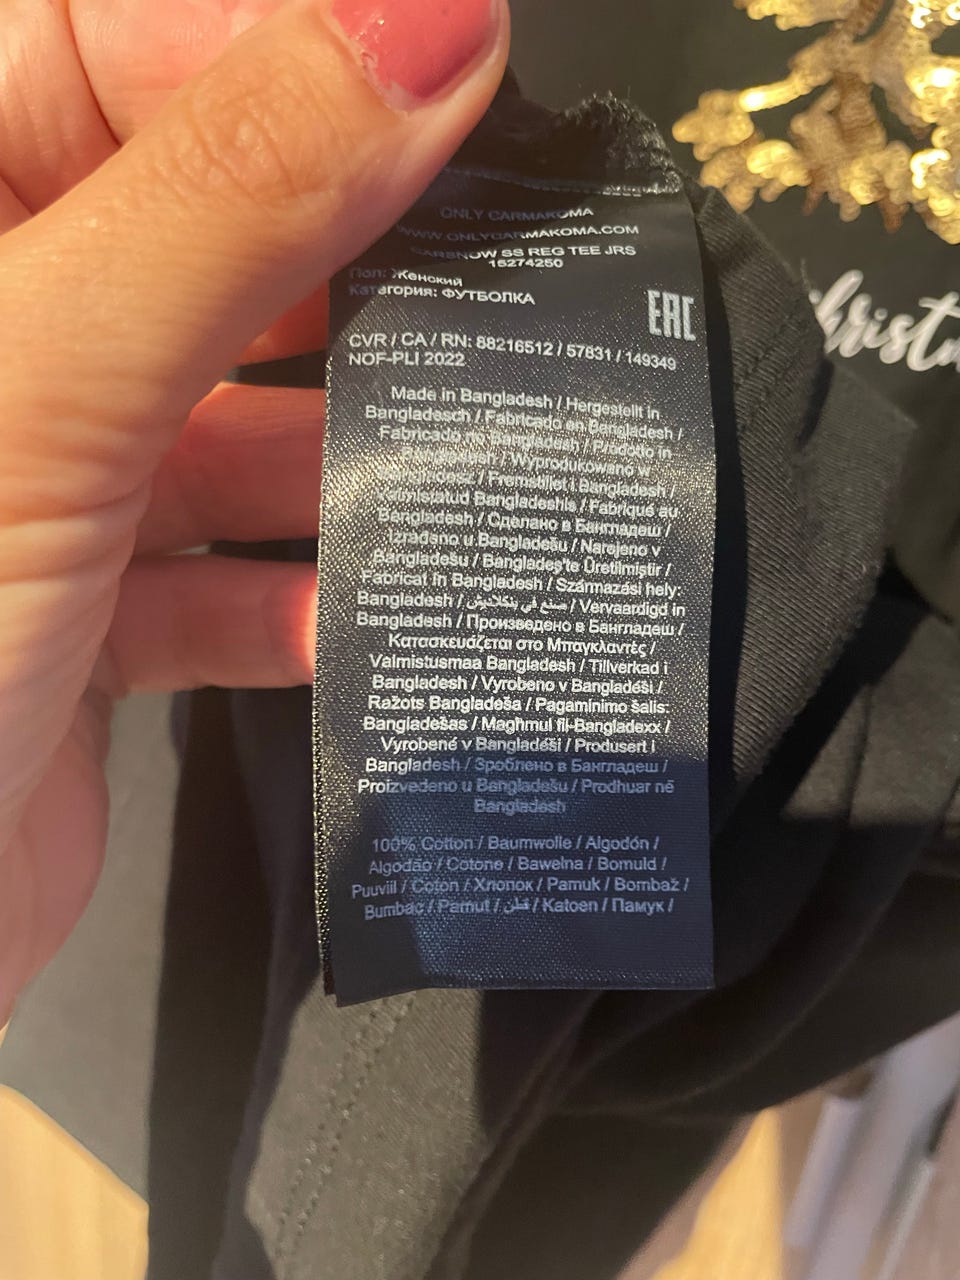 ONLY CARMAKOMA
WWW.ONLYCARMAKOMA.COM
CARSNOW SS REG TEE JRS
15274250
Пол: Женский
Категория: ФУТБОЛКА
EAC
CVR / CA / RN: 88216512 / 57831 / 149349
NOF-PLI 2022
Made in Bangladesh / Hergestellt in
Bangladesch / Fabricado en Bangladesh /
Fabricado no Bangladesh / Prodotto in
Bangladesh / Wyprodukowano w
Bangladesz / Fremstillet i Bangladesh /
Valmistatud Bangladeshis / Fabriqué au
Bangladesh / Сделано в Бангладеш /
Izrađeno u Bangladešu / Narejeno v
Bangladešu / Bangladeş'te Üretilmiştir /
Fabricat în Bangladesh / Származási hely:
Bangladesh / صنع في بنكلاديش / Vervaardigd in
Bangladesh / Произведено в Бангладеш /
Κατασκευάζεται στο Μπαγκλαντές /
Valmistusmaa Bangladesh / Tillverkad i
Bangladesh / Vyrobeno v Bangladéši /
Ražots Bangladeša / Pagaminimo šalis:
Bangladešas / Magħmul fil-Bangladexx /
Vyrobené v Bangladéši / Produsert i
Bangladesh / Зроблено в Бангладеш /
Proizvedeno u Bangladešu / Prodhuar në
Bangladesh
100% Cotton / Baumwolle / Algodón /
Algodão / Cotone / Bawełna / Bomuld /
Puuvill / Coton / Хлопок / Pamuk / Bombaž /
Bumbac / Pamut / قطن / Katoen / Памук /